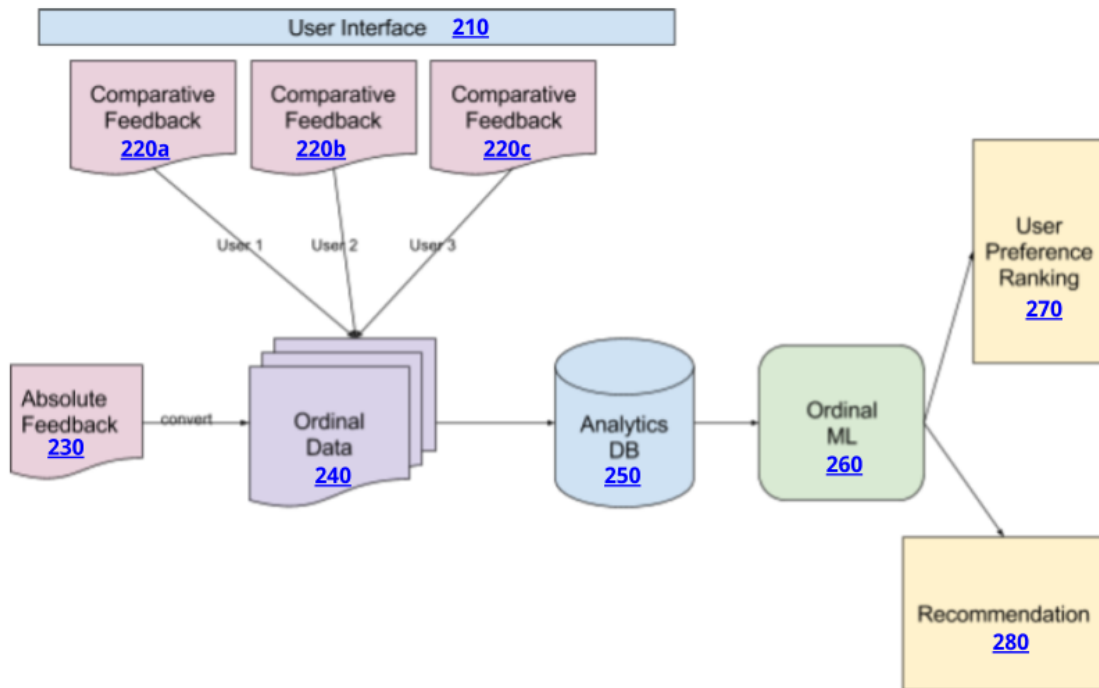 User Interface 210
Comparative
Feedback
220a
Comparative
Feedback
220b
Comparative
Feedback
220c
User 1
User 2
User 3
User
Preference
Ranking
270
Absolute
Feedback
230
convert
Ordinal
Data
240
Analytics
DB
250
Ordinal
ML
260
Recommendation
280